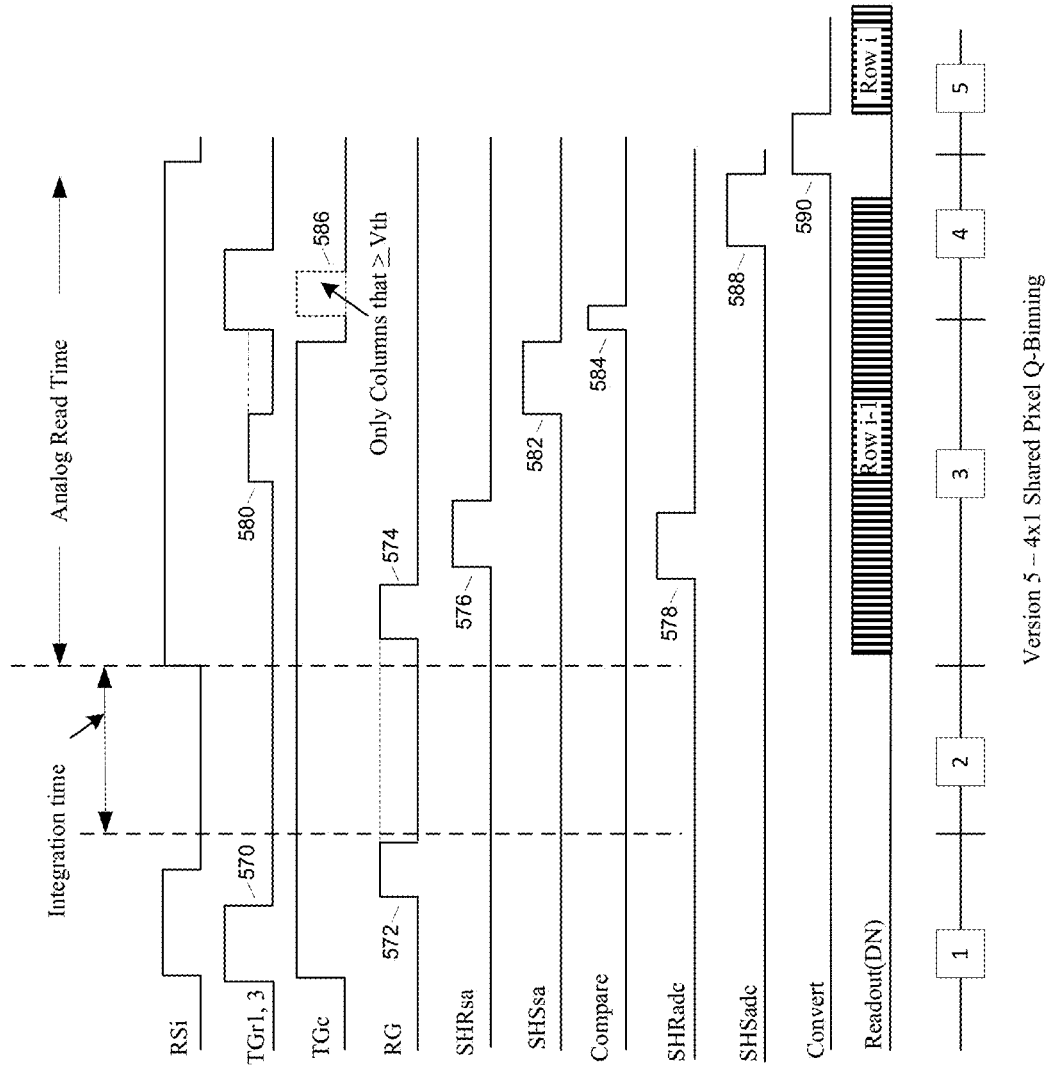 Integration time
Analog Read Time
RSi
TGr1, 3
570
TGc
580
586
Only Columns that ≥ Vth
RG
572
574
SHRsa
576
SHSsa
582
Compare
584
SHRadc
578
SHSadc
588
Convert
590
Readout(DN)
Row i-1
Row i
1
2
3
4
5
Version 5 – 4x1 Shared Pixel Q-Binning